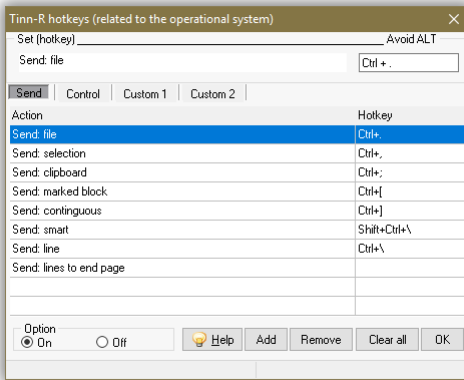 Tinn-R hotkeys (related to the operational system)
Set (hotkey) Avoid ALT
Send: file Ctrl + .
Send Control Custom 1 Custom 2
Action Hotkey
Send: file Ctrl+.
Send: selection Ctrl+,
Send: clipboard Ctrl+;
Send: marked block Ctrl+[
Send: continguous Ctrl+]
Send: smart Shift+Ctrl+\
Send: line Ctrl+\
Send: lines to end page
Option
On Off Help Add Remove Clear all OK